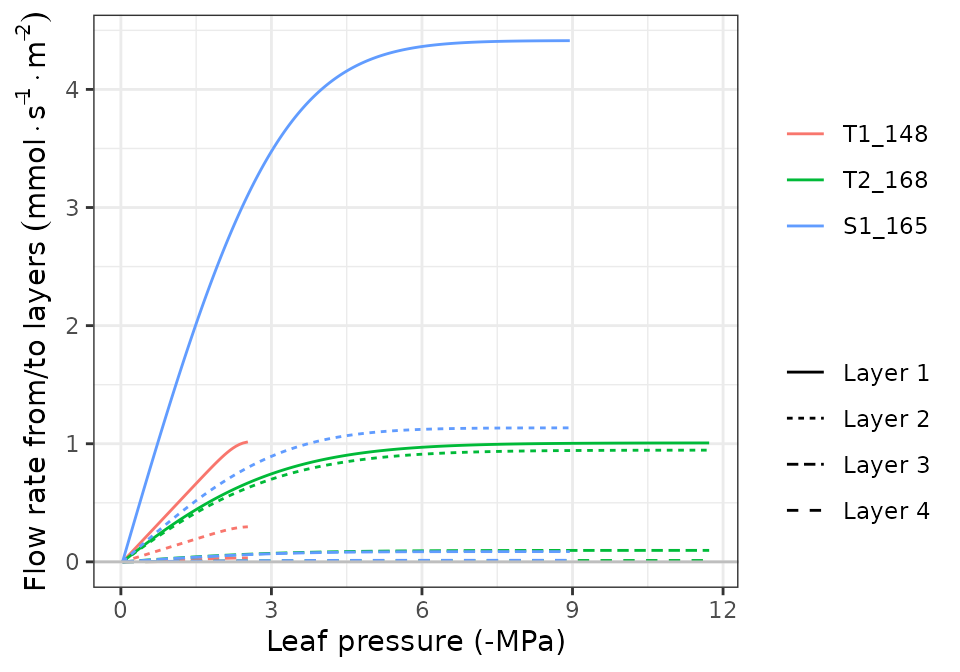 Flow rate from/to layers (mmol · s⁻¹ · m⁻²)
4
3
2
1
0
0 3 6 9 12
Leaf pressure (-MPa)
T1_148
T2_168
S1_165
Layer 1
Layer 2
Layer 3
Layer 4